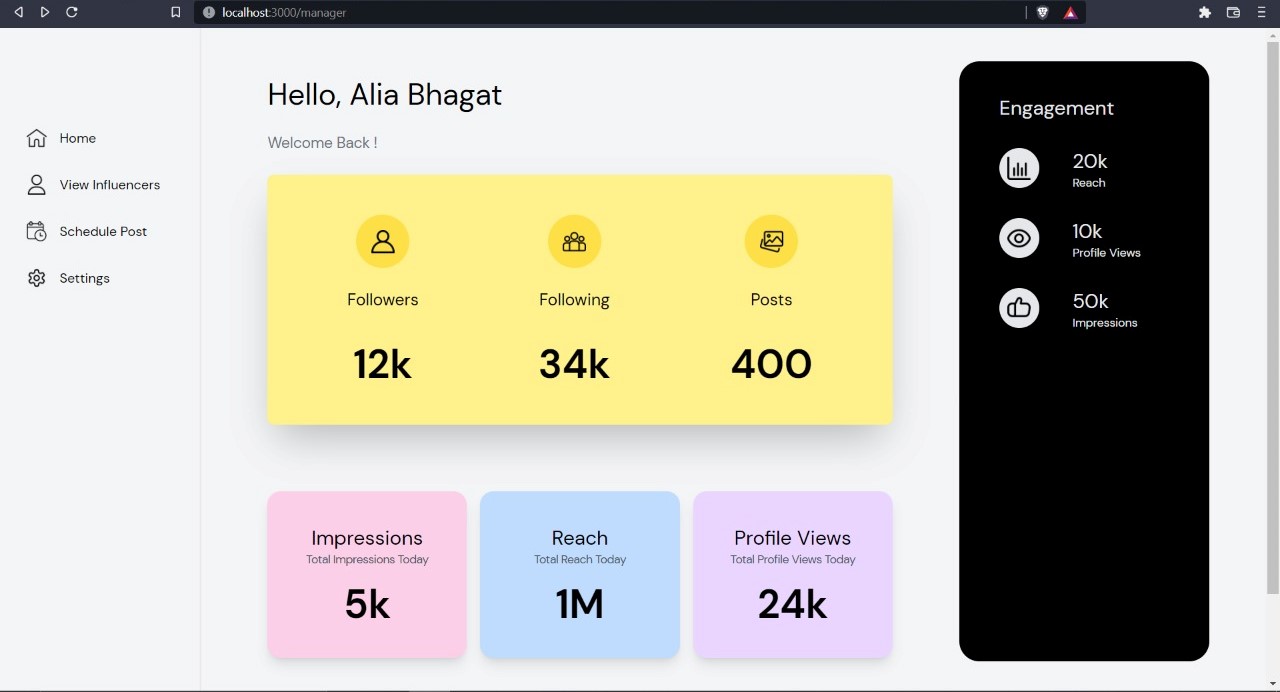 localhost:3000/manager
Home
View Influencers
Schedule Post
Settings
Hello, Alia Bhagat
Welcome Back !
Followers
12k
Following
34k
Posts
400
Impressions
Total Impressions Today
5k
Reach
Total Reach Today
1M
Profile Views
Total Profile Views Today
24k
Engagement
20k
Reach
10k
Profile Views
50k
Impressions